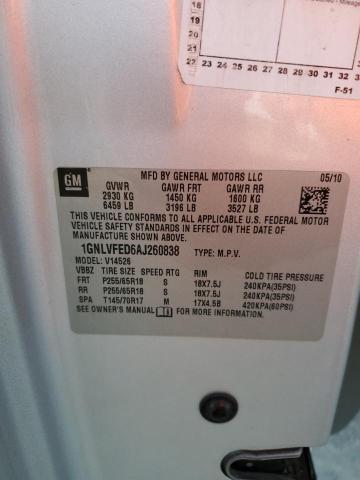 18
19
20
21
22
22 23 24 25 26 27 28 29 30 31 32 33
F-51
GM
MFD BY GENERAL MOTORS LLC 05/10
GVWR GAWR FRT GAWR RR
2930 KG 1450 KG 1600 KG
6459 LB 3196 LB 3527 LB
THIS VEHICLE CONFORMS TO ALL APPLICABLE U.S. FEDERAL MOTOR
VEHICLE SAFETY STANDARDS IN EFFECT ON THE DATE OF
MANUFACTURE SHOWN ABOVE.
1GNLVFED6AJ260838 TYPE: M.P.V.
MODEL: V14526
VBBZ TIRE SIZE SPEED RTG RIM COLD TIRE PRESSURE
FRT P255/65R18 S 18X7.5J 240KPA(35PSI)
RR P255/65R18 S 18X7.5J 240KPA(35PSI)
SPA T145/70R17 M 17X4.5B 420KPA(60PSI)
SEE OWNER'S MANUAL FOR MORE INFORMATION.